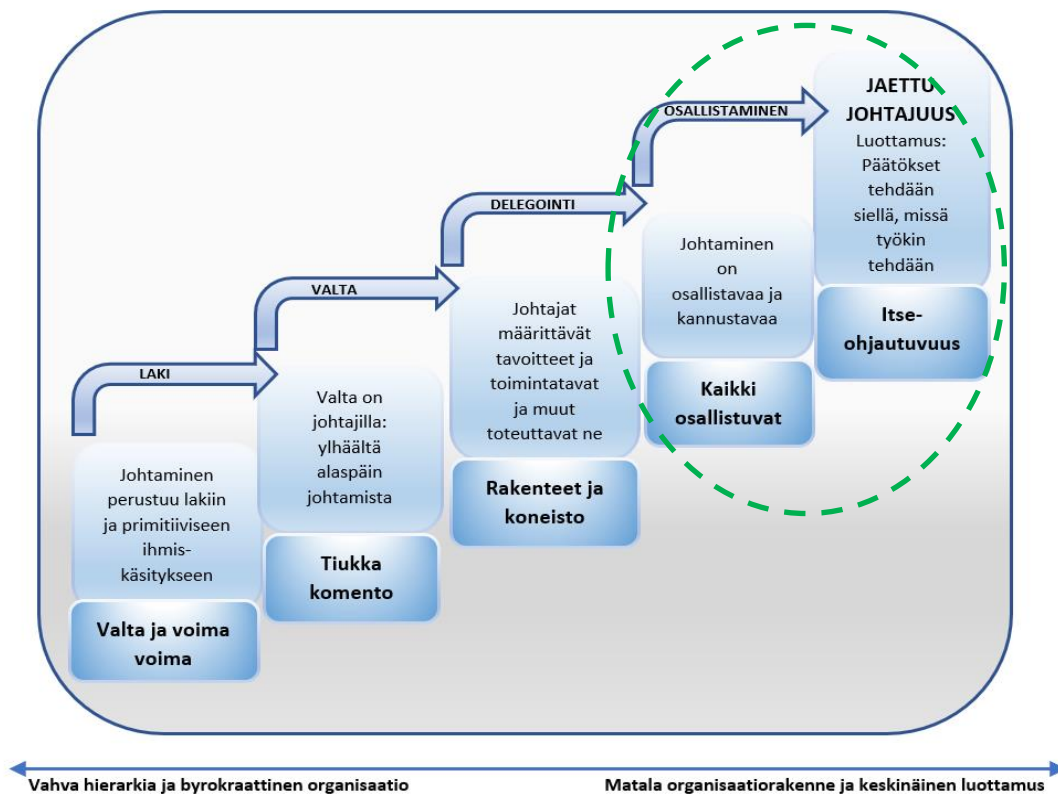 LAKI
Johtaminen
perustuu lakiin
ja primitiiviseen
ihmis-
käsitykseen
Valta ja voima
voima
VALTA
Valta on
johtajilla:
ylhäältä
alaspäin
johtamista
Tiukka
komento
DELEGOINTI
Johtajat
määrittävät
tavoitteet ja
toimintatavat
ja muut
toteuttavat ne
Rakenteet ja
koneisto
OSALLISTAMINEN
Johtaminen
on
osallistavaa ja
kannustavaa
Kaikki
osallistuvat
JAETTU
JOHTAJUUS
Luottamus:
Päätökset
tehdään
siellä, missä
työkin
tehdään
Itse-
ohjautuvuus
Vahva hierarkia ja byrokraattinen organisaatio
Matala organisaatiorakenne ja keskinäinen luottamus